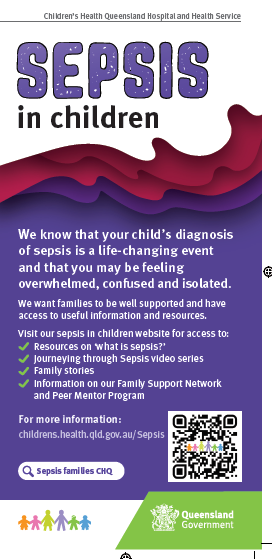 Children's Health Queensland Hospital and Health Service
SEPSIS
in children
We know that your child's diagnosis
of sepsis is a life-changing event
and that you may be feeling
overwhelmed, confused and isolated.
We want families to be well supported and have
access to useful information and resources.
Visit our sepsis in children website for access to:
Resources on 'what is sepsis?'
Journeying through Sepsis video series
Family stories
Information on our Family Support Network
and Peer Mentor Program
For more information:
childrens.health.qld.gov.au/Sepsis
Sepsis families CHQ
Queensland
Government